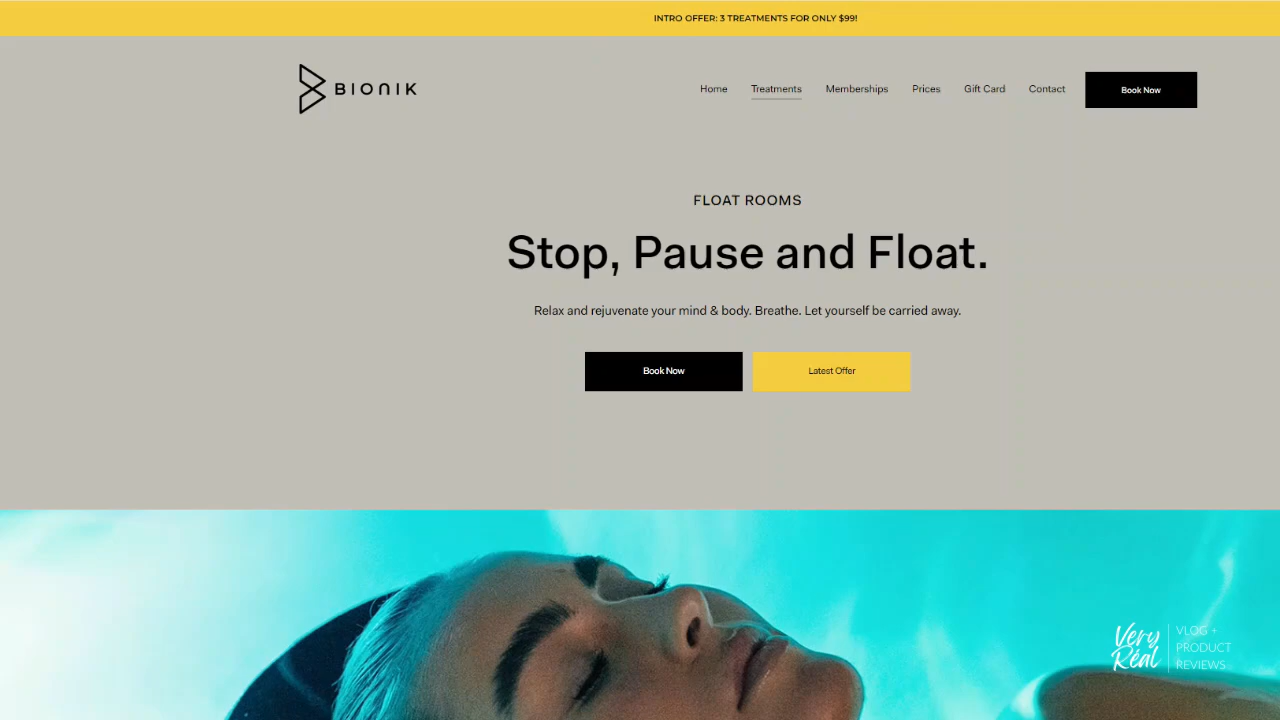 INTRO OFFER: 3 TREATMENTS FOR ONLY $99!
BIONIK
Home Treatments Memberships Prices Gift Card Contact Book Now
FLOAT ROOMS
Stop, Pause and Float.
Relax and rejuvenate your mind & body. Breathe. Let yourself be carried away.
Book Now Latest Offer
Very Réal
VLOG +
PRODUCT
REVIEWS